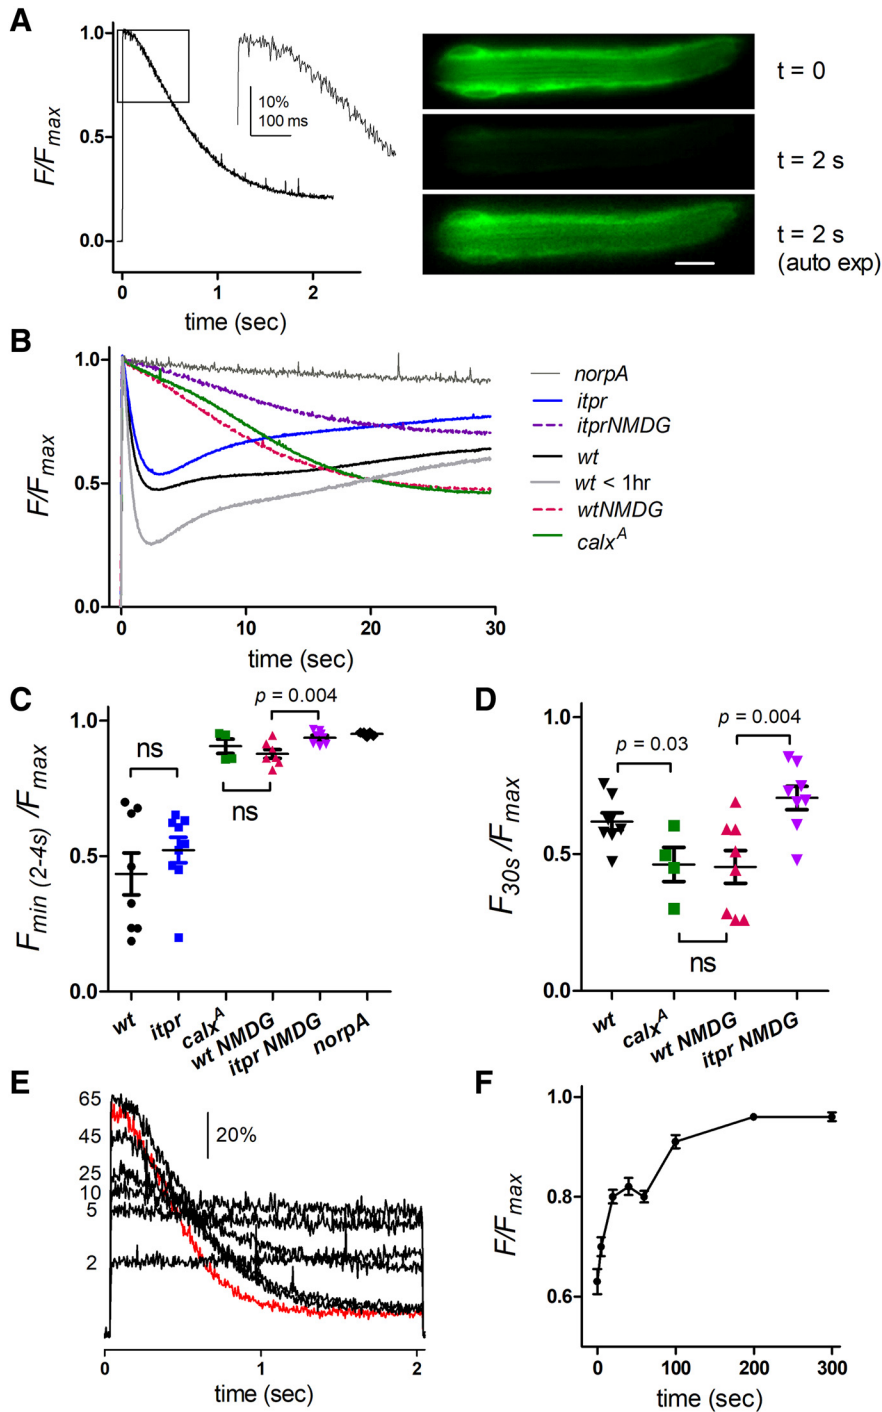 A
1.0
0.5
0.0
F/Fmax
0
1
2
time (sec)
10%
100 ms
t = 0
t = 2 s
t = 2 s
(auto exp)
B
1.0
0.5
0.0
F/Fmax
0
10
20
30
time (sec)
norpA
itpr
itprNMDG
wt
wt < 1hr
wtNMDG
calxA
C
1.0
0.5
0.0
Fmin (2-4s) /Fmax
ns
ns
p = 0.004
wt
itpr
calxA
wt NMDG
itpr NMDG
norpA
D
1.0
0.5
0.0
F30s /Fmax
p = 0.03
p = 0.004
ns
wt
calxA
wt NMDG
itpr NMDG
E
65
45
25
10
5
2
20%
0
1
2
time (sec)
F
1.0
0.8
0.6
F/Fmax
0
100
200
300
time (sec)